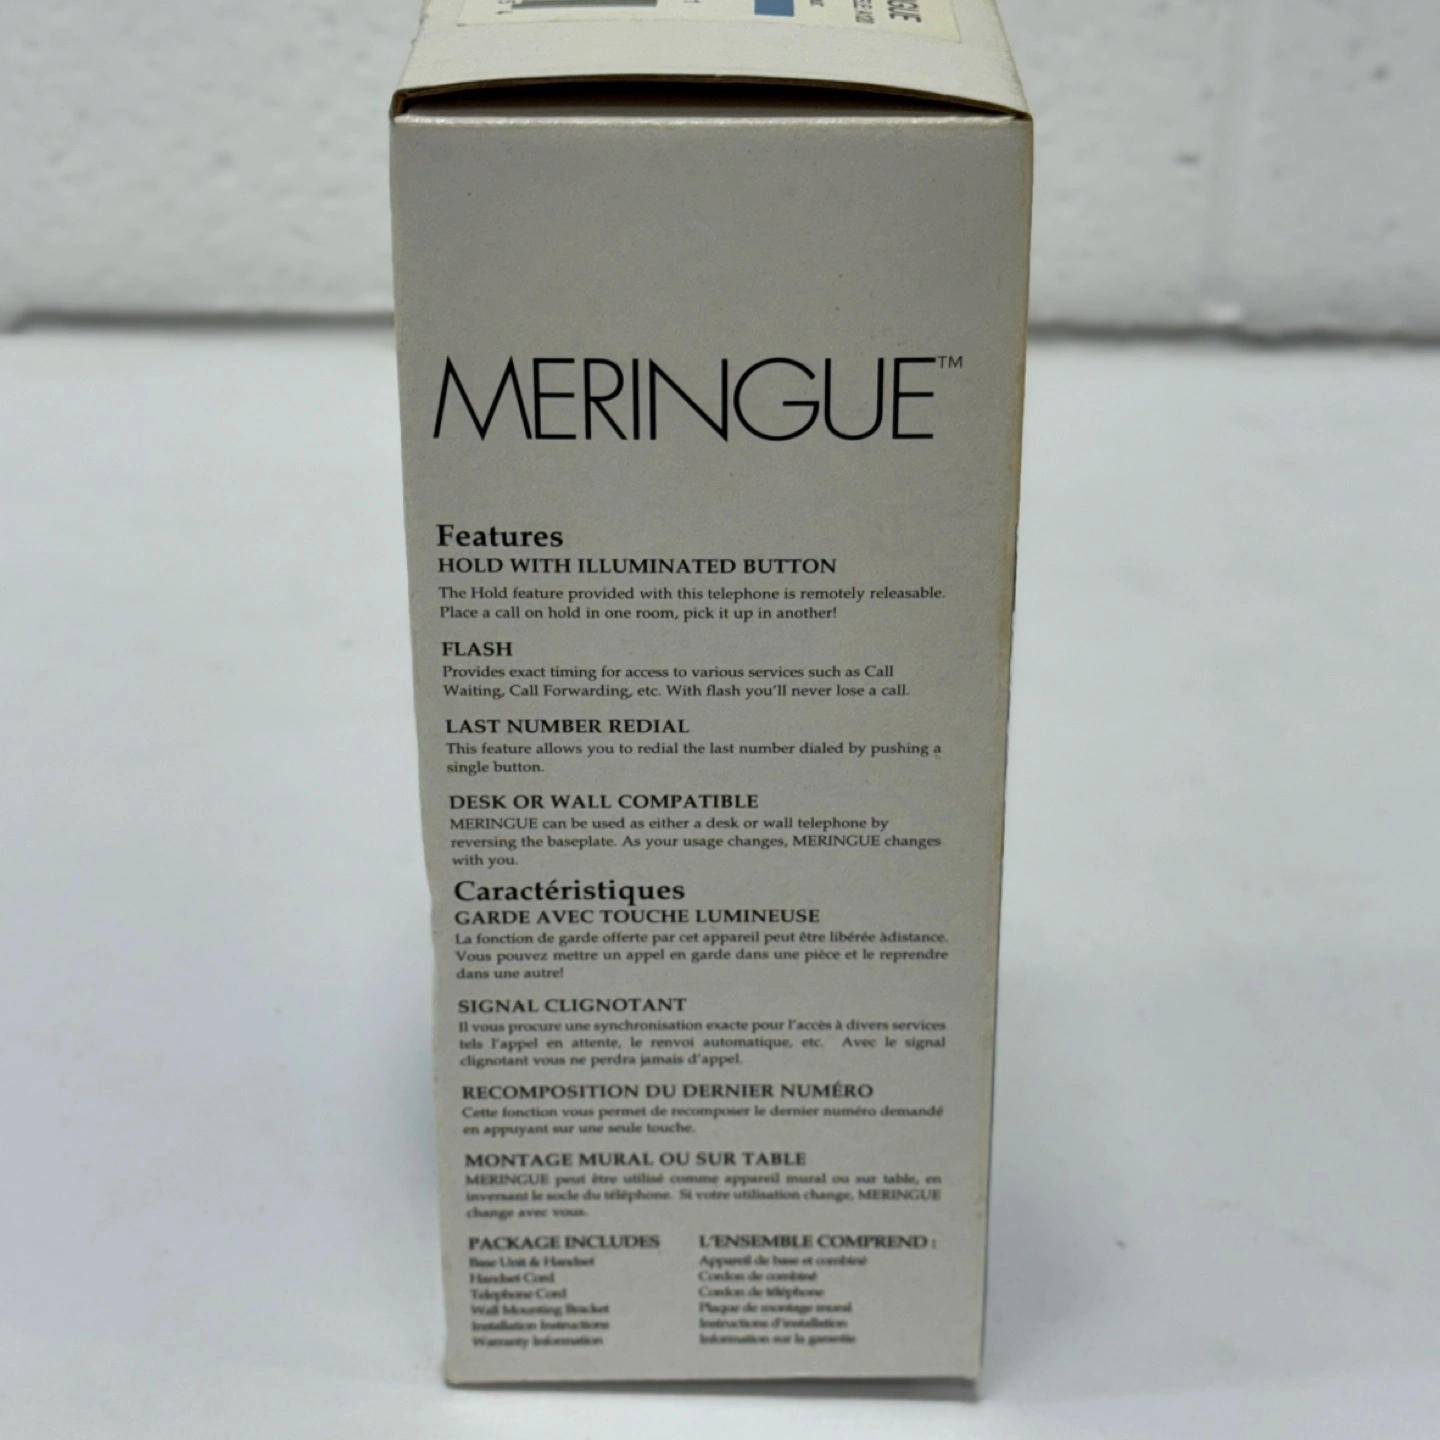 MERINGUE™
Features
HOLD WITH ILLUMINATED BUTTON
The Hold feature provided with this telephone is remotely releasable.
Place a call on hold in one room, pick it up in another!
FLASH
Provides exact timing for access to various services such as Call
Waiting, Call Forwarding, etc. With flash you'll never lose a call.
LAST NUMBER REDIAL
This feature allows you to redial the last number dialed by pushing a
single button.
DESK OR WALL COMPATIBLE
MERINGUE can be used as either a desk or wall telephone by
reversing the baseplate. As your usage changes, MERINGUE changes
with you.
Caractéristiques
GARDE AVEC TOUCHE LUMINEUSE
La fonction de garde offerte par cet appareil peut être libérée àdistance.
Vous pouvez mettre un appel en garde dans une pièce et le reprendre
dans une autre!
SIGNAL CLIGNOTANT
Il vous procure une synchronisation exacte pour l'accès à divers services
tels l'appel en attente, le renvoi automatique, etc. Avec le signal
clignotant vous ne perdra jamais d'appel.
RECOMPOSITION DU DERNIER NUMÉRO
Cette fonction vous permet de recomposer le dernier numéro demandé
en appuyant sur une seule touche.
MONTAGE MURAL OU SUR TABLE
MERINGUE peut être utilisé comme appareil mural ou sur table, en
inversant le socle du téléphone. Si votre utilisation change, MERINGUE
change avec vous.
PACKAGE INCLUDES
Base Unit & Handset
Handset Cord
Telephone Cord
Wall Mounting Bracket
Installation Instructions
Warranty Information
L'ENSEMBLE COMPREND :
Appareil de base et combiné
Cordon de combiné
Cordon de téléphone
Plaque de montage mural
Instructions d'installation
Information sur la garantie